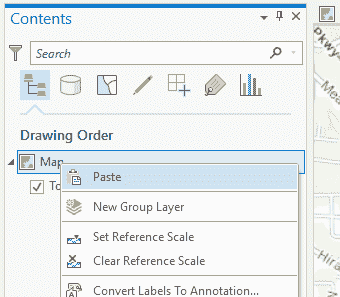 Contents
Search
Drawing Order
Map
Paste
To
New Group Layer
Set Reference Scale
Clear Reference Scale
Convert Labels To Annotation...
Pkwy
Mea
Hira